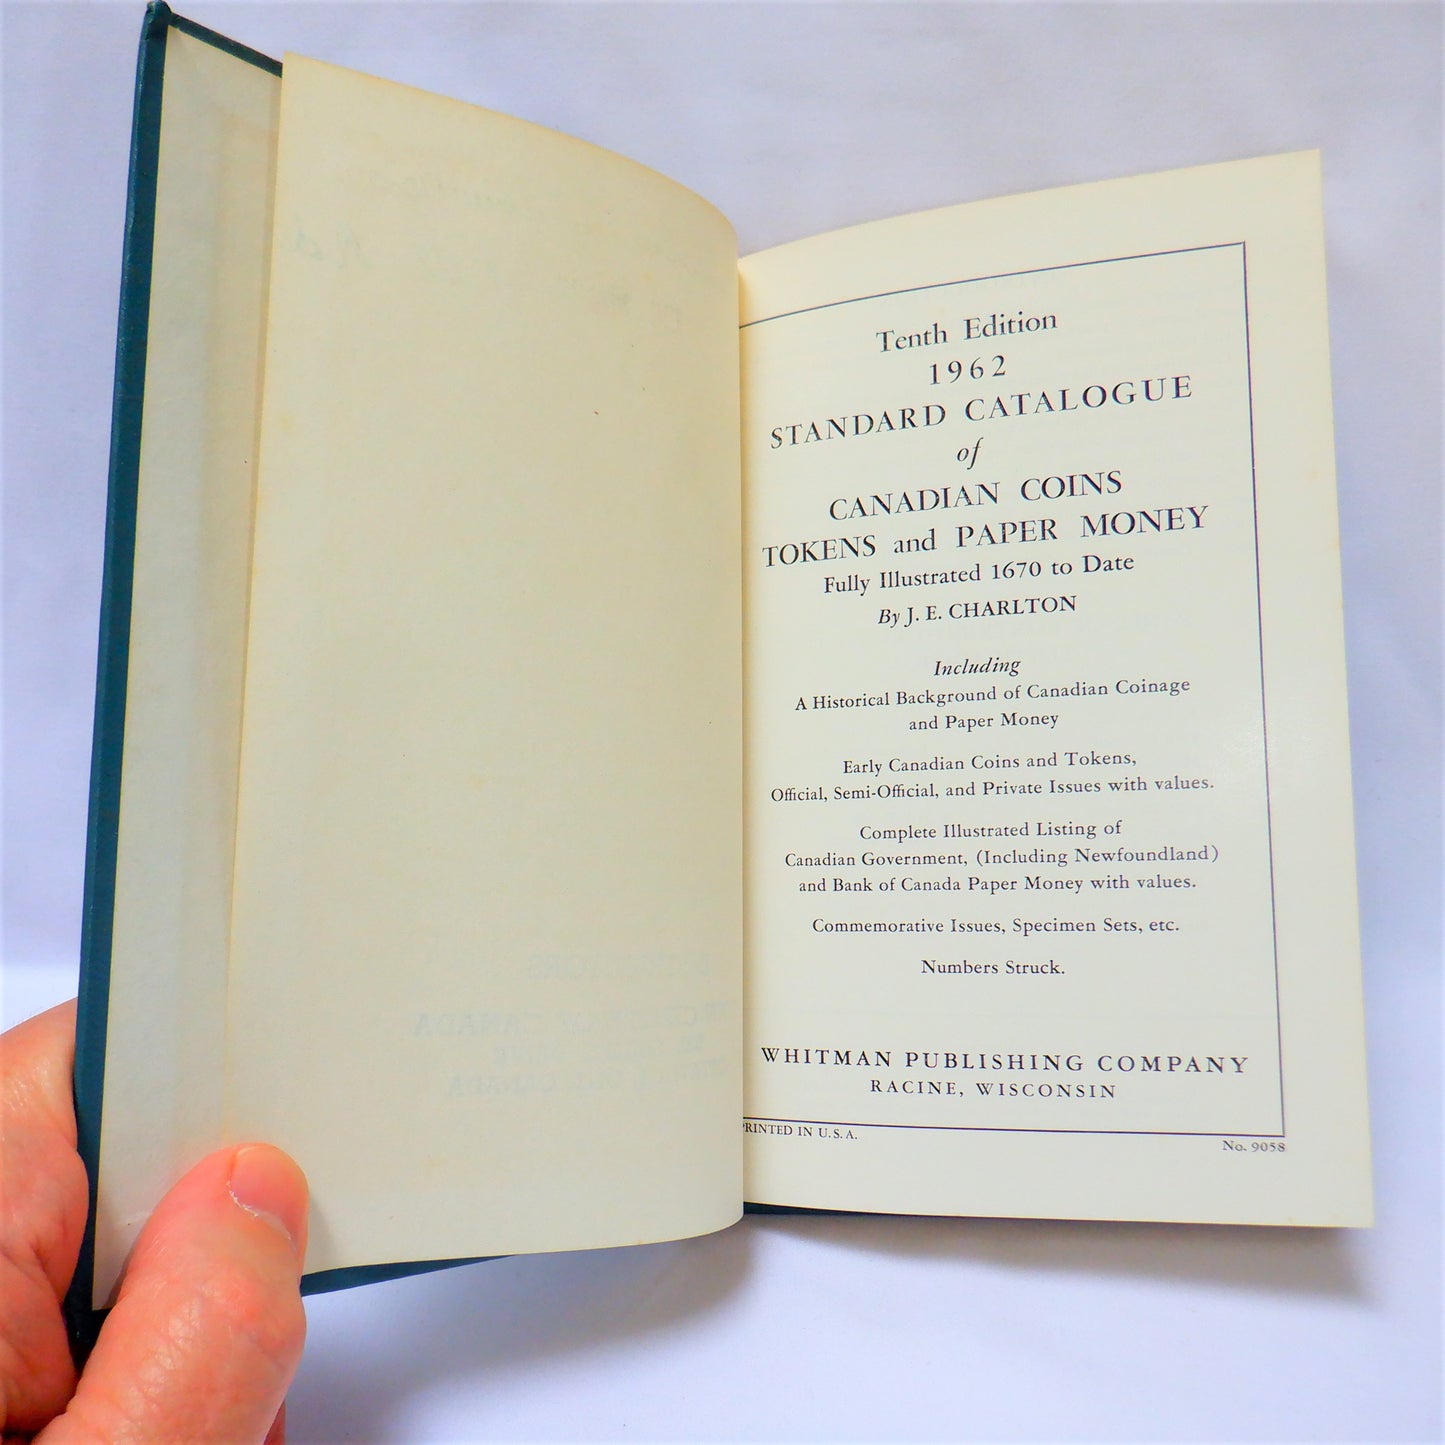 Tenth Edition
1962
STANDARD CATALOGUE
of
CANADIAN COINS
TOKENS and PAPER MONEY
Fully Illustrated 1670 to Date
By J. E. CHARLTON
Including
A Historical Background of Canadian Coinage
and Paper Money
Early Canadian Coins and Tokens,
Official, Semi-Official, and Private Issues with values.
Complete Illustrated Listing of
Canadian Government, (Including Newfoundland)
and Bank of Canada Paper Money with values.
Commemorative Issues, Specimen Sets, etc.
Numbers Struck.
WHITMAN PUBLISHING COMPANY
RACINE, WISCONSIN
PRINTED IN U.S.A.
No. 9058
CANADA
CANADA